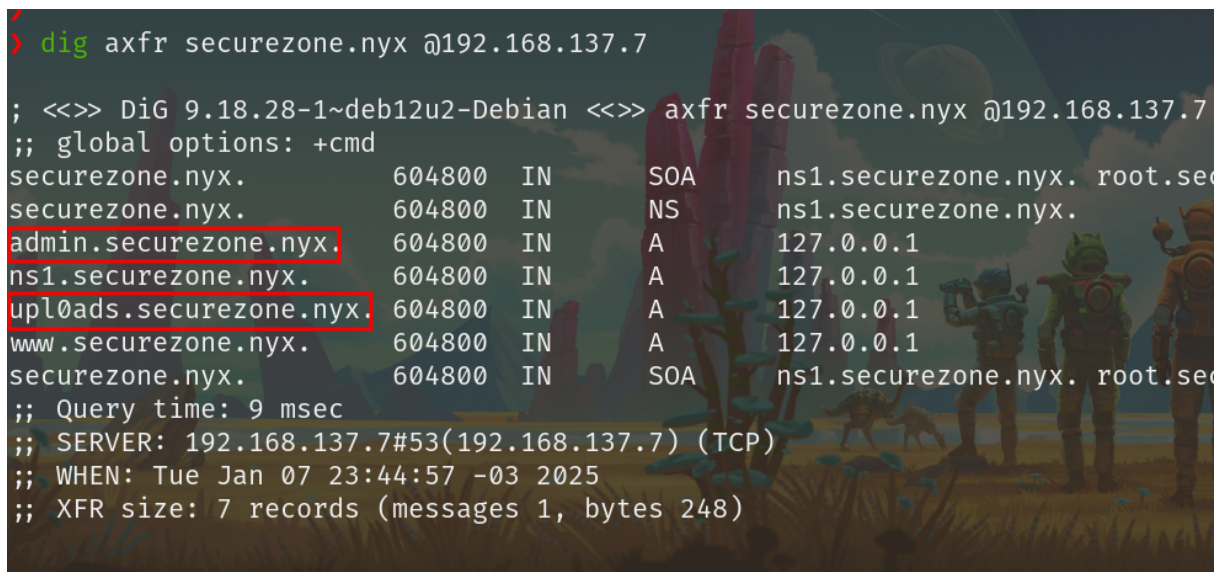 ❯ dig axfr securezone.nyx @192.168.137.7
; <<>> DiG 9.18.28-1~deb12u2-Debian <<>> axfr securezone.nyx @192.168.137.7
;; global options: +cmd
securezone.nyx. 604800 IN SOA ns1.securezone.nyx.
securezone.nyx. 604800 IN NS ns1.securezone.nyx.
admin.securezone.nyx. 604800 IN A 127.0.0.1
ns1.securezone.nyx. 604800 IN A 127.0.0.1
upl0ads.securezone.nyx. 604800 IN A 127.0.0.1
www.securezone.nyx. 604800 IN A 127.0.0.1
securezone.nyx. 604800 IN SOA ns1.securezone.nyx.
;; Query time: 9 msec
;; SERVER: 192.168.137.7#53(192.168.137.7) (TCP)
;; WHEN: Tue Jan 07 23:44:57 -03 2025
;; XFR size: 7 records (messages 1, bytes 248)